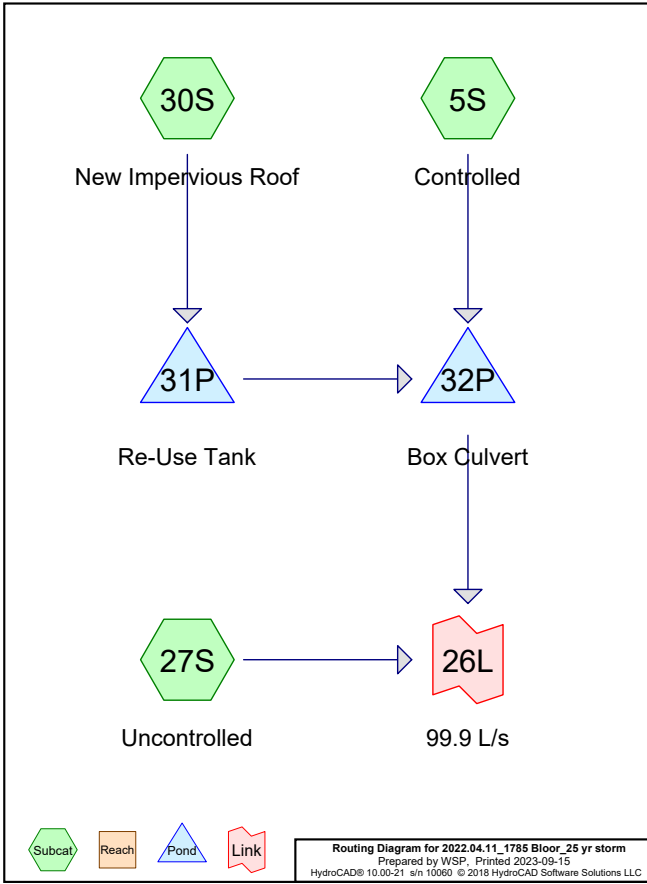 30S
5S
New Impervious Roof
Controlled
31P
32P
Re-Use Tank
Box Culvert
27S
26L
Uncontrolled
99.9 L/s
Subcat
Reach
Pond
Link
Routing Diagram for 2022.04.11_1785 Bloor_25 yr storm
Prepared by WSP, Printed 2023-09-15
HydroCAD® 10.00-21 s/n 10060 © 2018 HydroCAD Software Solutions LLC